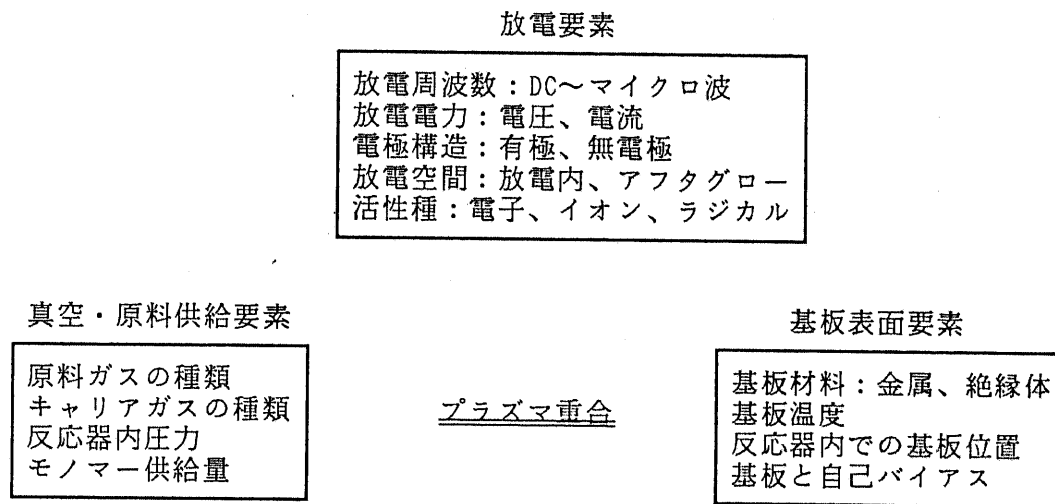 放電要素
放電周波数：DC～マイクロ波
放電電力：電圧、電流
電極構造：有極、無電極
放電空間：放電内、アフタグロー
活性種：電子、イオン、ラジカル
真空・原料供給要素
原料ガスの種類
キャリアガスの種類
反応器内圧力
モノマー供給量
プラズマ重合
基板表面要素
基板材料：金属、絶縁体
基板温度
反応器内での基板位置
基板と自己バイアス